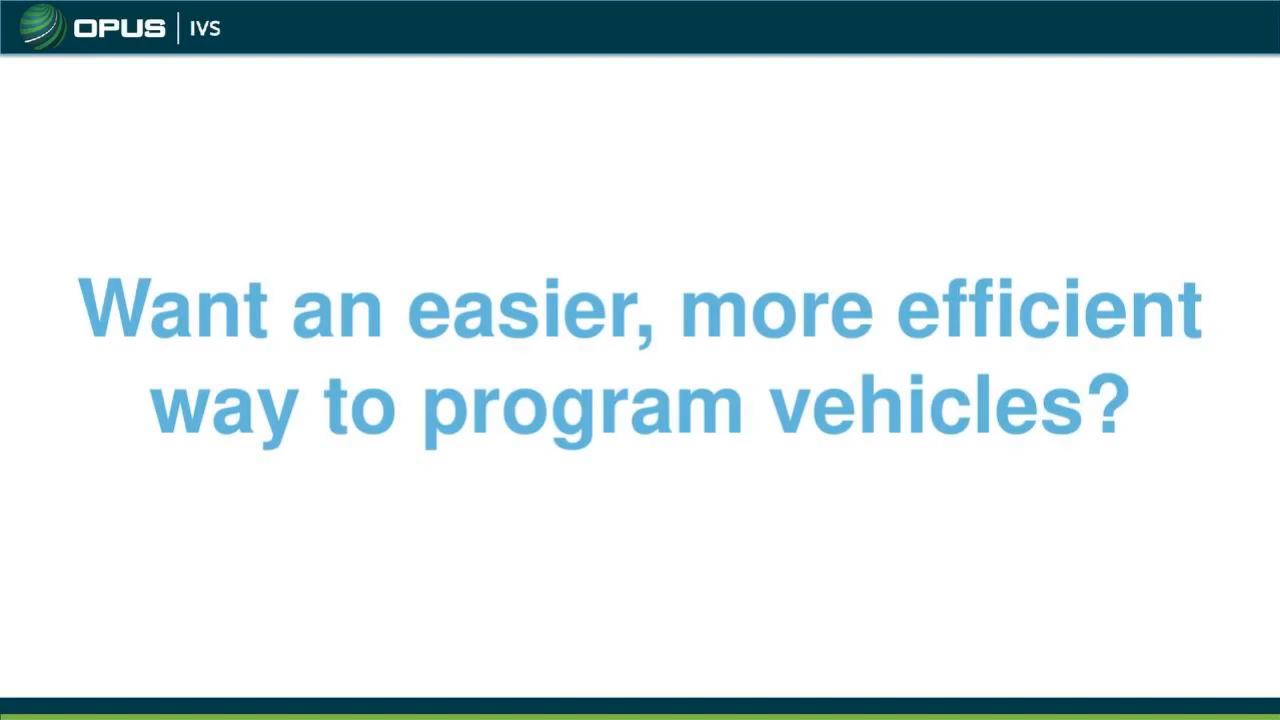 OPUS | IVS
Want an easier, more efficient
way to program vehicles?